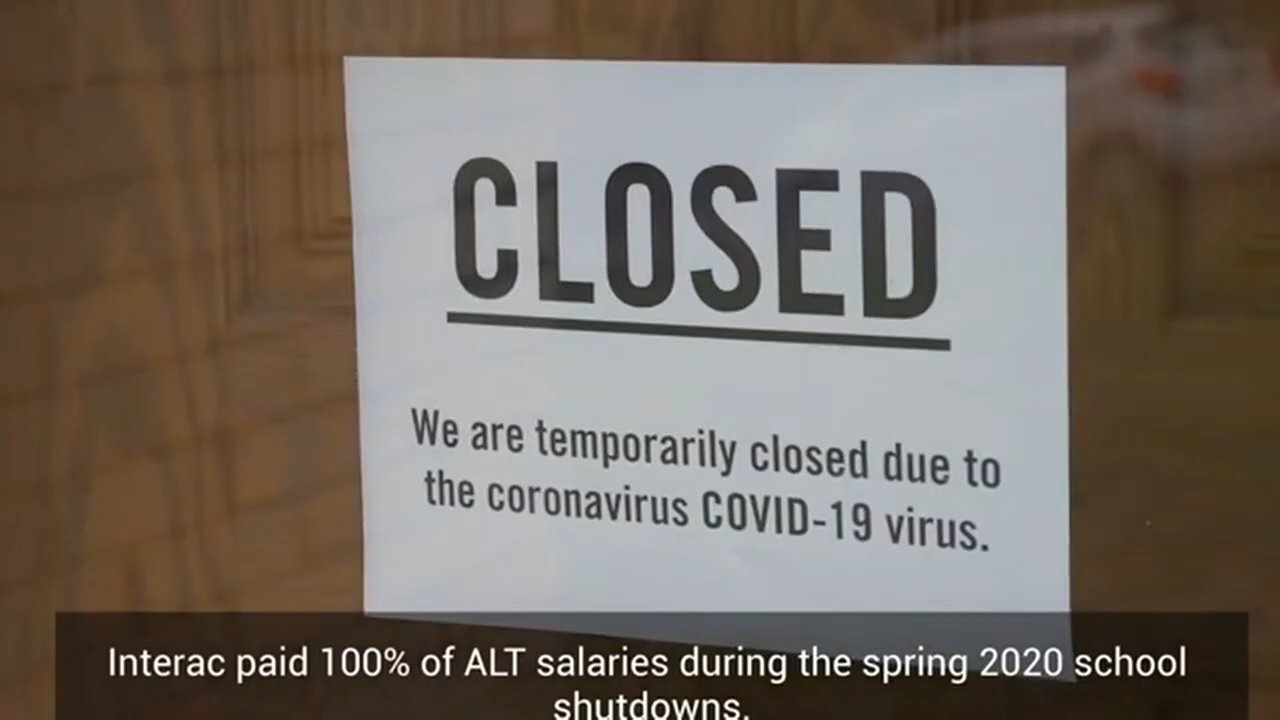 CLOSED
We are temporarily closed due to
the coronavirus COVID-19 virus.
Interac paid 100% of ALT salaries during the spring 2020 school
shutdowns.